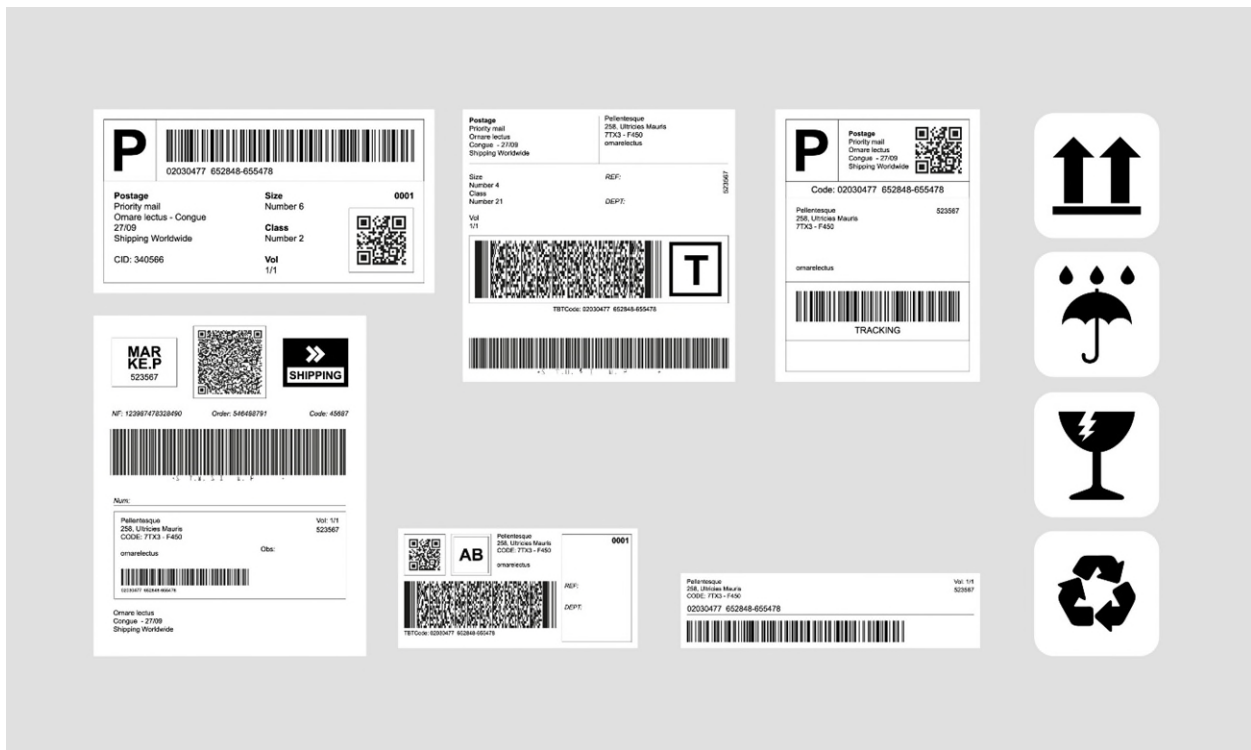 P
02030477 652848-655478
Postage
Priority mail
Ornare lectus - Congue
27/09
Shipping Worldwide
CID: 340566
Size
Number 6
Class
Number 2
Vol
1/1
0001
Postage
Priority mail
Ornare lectus
Congue - 27/09
Shipping Worldwide
Pellentesque
258, Ultricies Mauris
7TX3 - F450
ornarelectus
Size
Number 4
Class
Number 21
Vol
1/1
REF:
DEPT:
523567
T
TBTCode: 02030477 652848-655478
P
Postage
Priority mail
Ornare lectus
Congue - 27/09
Shipping Worldwide
Code: 02030477 652848-655478
Pellentesque
258, Ultricies Mauris
7TX3 - F450
523567
ornarelectus
TRACKING
MAR
KE.P
523567
SHIPPING
NF: 123987478328490 Order: 546488791 Code: 45687
Num:
Pellentesque
258, Ultricies Mauris
CODE: 7TX3 - F450
ornarelectus
Vol: 1/1
523567
Obs:
02030477 652848-655478
Ornare lectus
Congue - 27/09
Shipping Worldwide
AB
Pellentesque
258, Ultricies Mauris
CODE: 7TX3 - F450
ornarelectus
0001
REF:
DEPT:
TBTCode: 02030477 652848-655478
Pellentesque
258, Ultricies Mauris
CODE: 7TX3 - F450
Vol: 1/1
523567
02030477 652848-655478